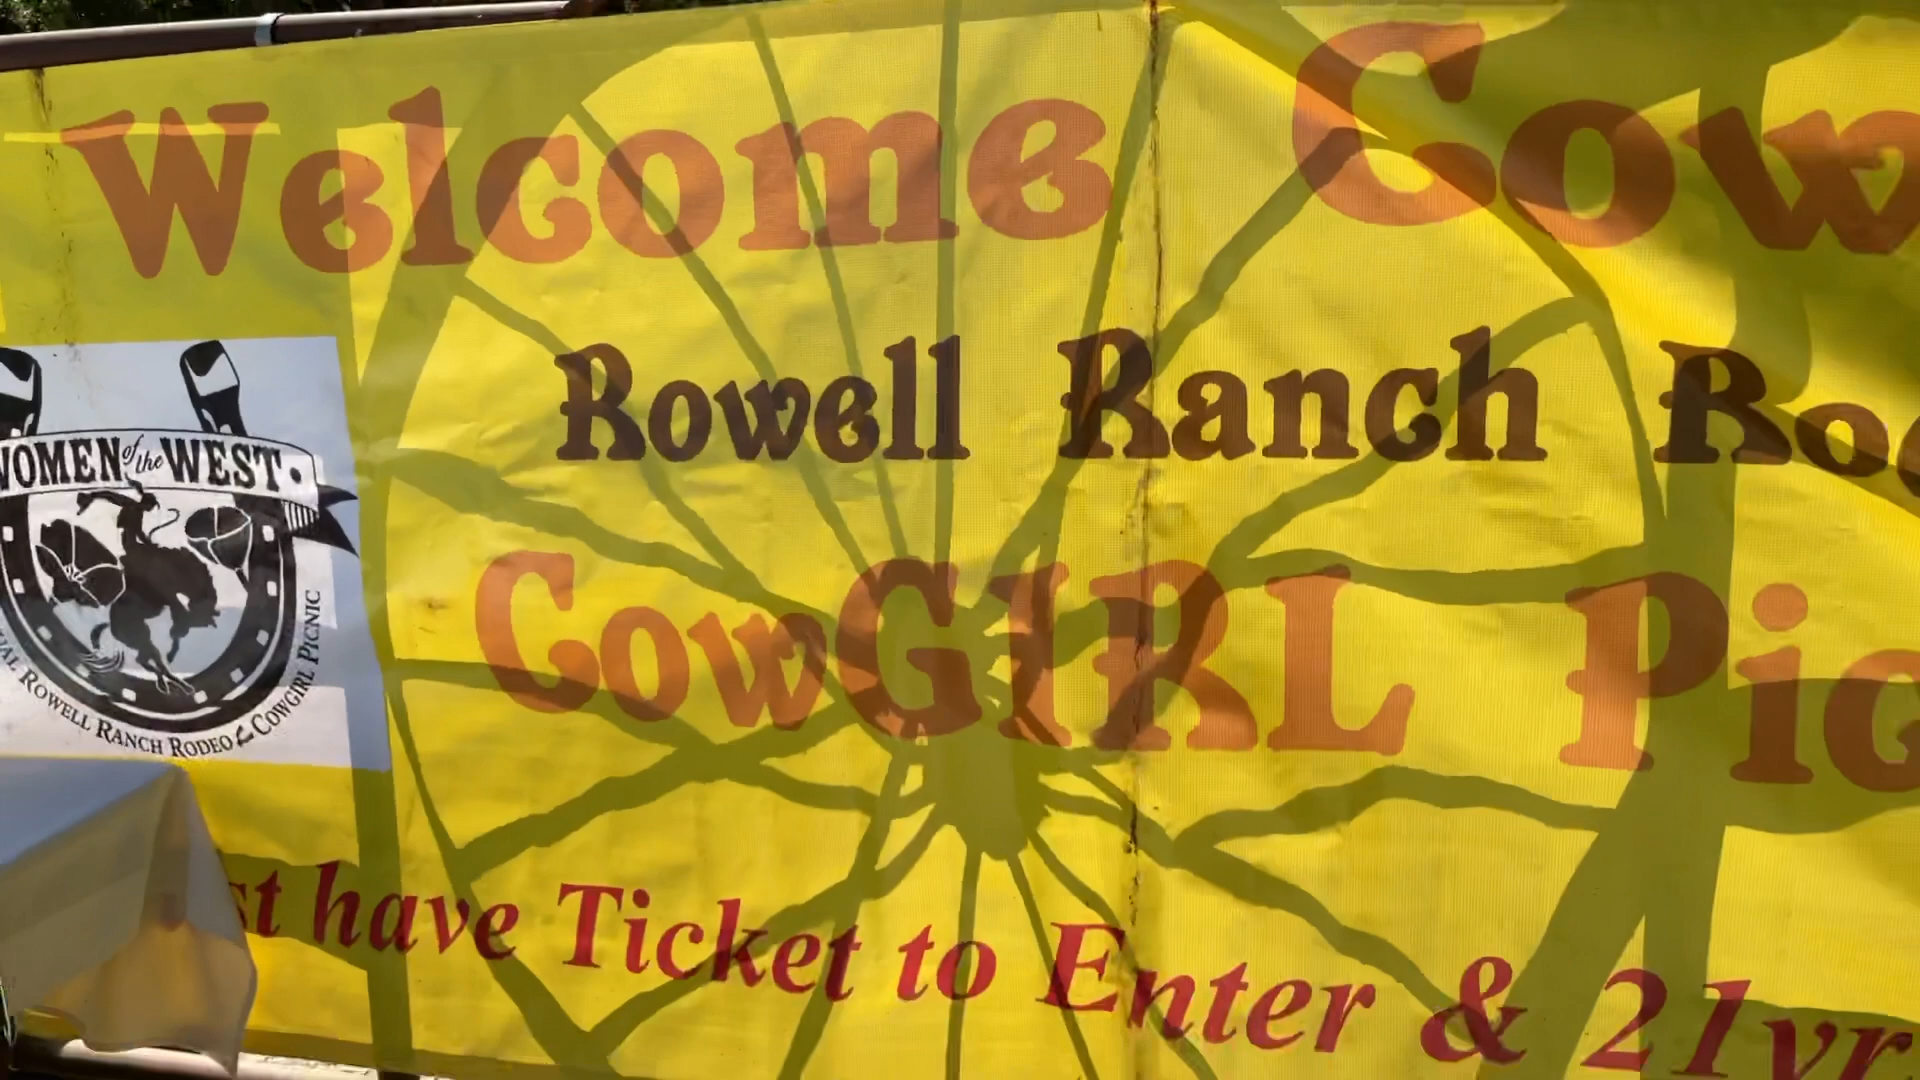 Welcome Cow
Rowell Ranch Ro
CowGIRL Pic
st have Ticket to Enter & 21yr
WOMEN of the WEST
ROWELL RANCH RODEO COWGIRL PICNIC